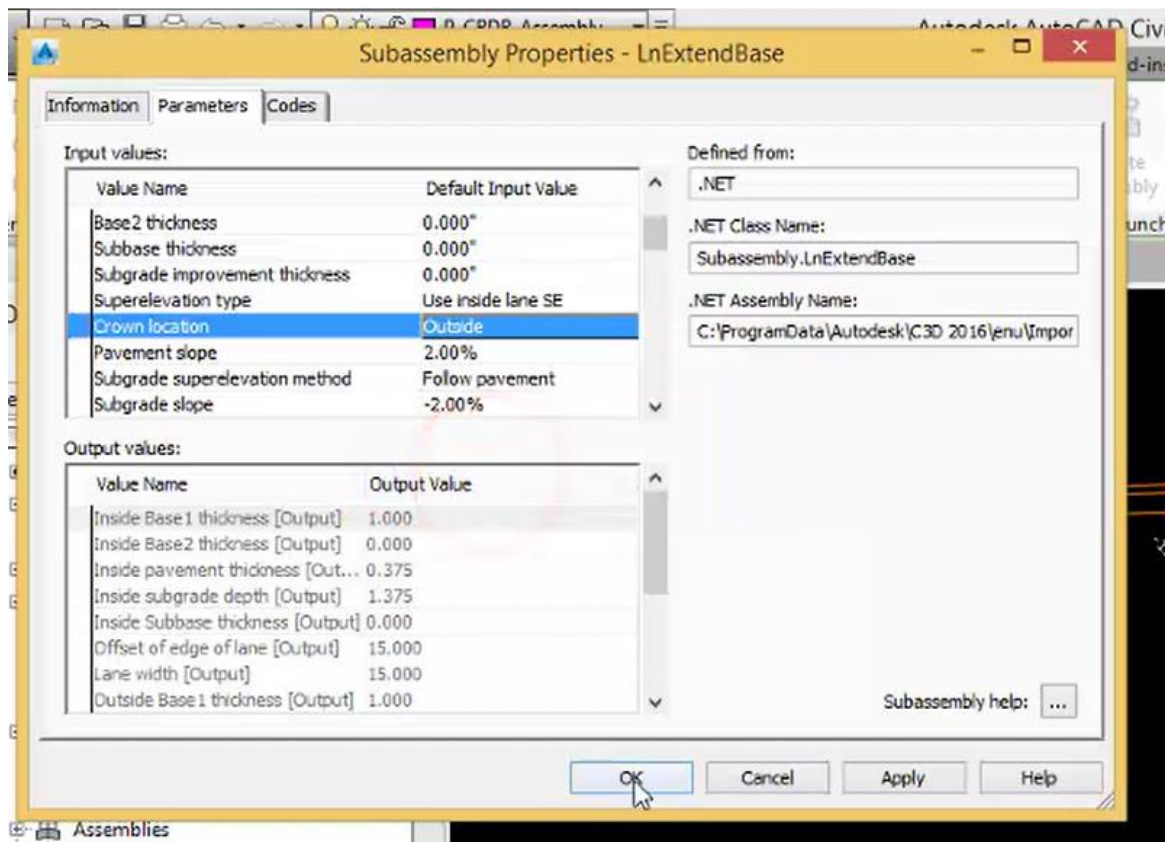 P_CRDR_Assembly
Autodesk AutoCAD Civi
Subassembly Properties - LnExtendBase
d-ins
Information Parameters Codes
Input values:
Value Name Default Input Value
Base2 thickness 0.000"
Subbase thickness 0.000"
Subgrade improvement thickness 0.000"
Superelevation type Use inside lane SE
Crown location Outside
Pavement slope 2.00%
Subgrade superelevation method Follow pavement
Subgrade slope -2.00%
Defined from:
.NET
.NET Class Name:
Subassembly.LnExtendBase
.NET Assembly Name:
C:\ProgramData\Autodesk\C3D 2016\enu\Impor
Output values:
Value Name Output Value
Inside Base1 thickness [Output] 1.000
Inside Base2 thickness [Output] 0.000
Inside pavement thickness [Out... 0.375
Inside subgrade depth [Output] 1.375
Inside Subbase thickness [Output] 0.000
Offset of edge of lane [Output] 15.000
Lane width [Output] 15.000
Outside Base1 thickness [Output] 1.000
Subassembly help: ...
OK Cancel Apply Help
Assemblies